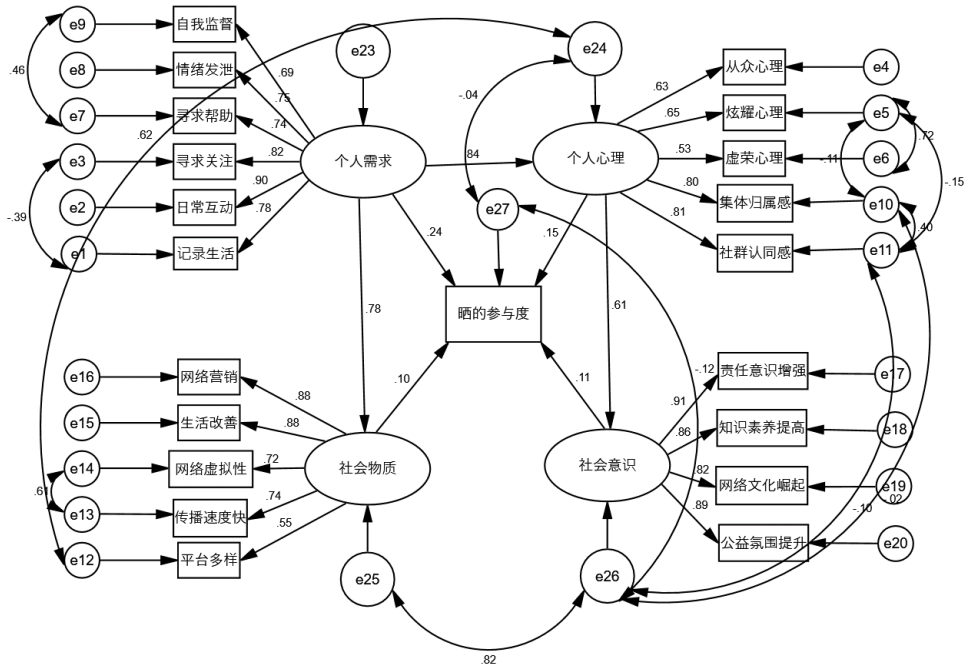 e9
自我监督
e23
e24
.46
e8
情绪发泄
.69
.75
从众心理
e4
.63
e7
寻求帮助
.74
-.04
.65
炫耀心理
e5
.62
.72
e3
寻求关注
.82
个人需求
.84
个人心理
.53
虚荣心理
-.11
e6
.90
-.15
e2
日常互动
.78
.80
集体归属感
e10
-.39
e27
.81
.40
e1
记录生活
.24
.15
社群认同感
e11
晒的参与度
.78
.61
e16
网络营销
.10
.11
-.12
责任意识增强
e17
.88
.91
e15
生活改善
.88
.86
知识素养提高
e18
e14
网络虚拟性
.72
社会物质
社会意识
.82
网络文化崛起
e19
.61
.74
.89
-.02
e13
传播速度快
-.10
.55
e12
平台多样
公益氛围提升
e20
e25
e26
.82